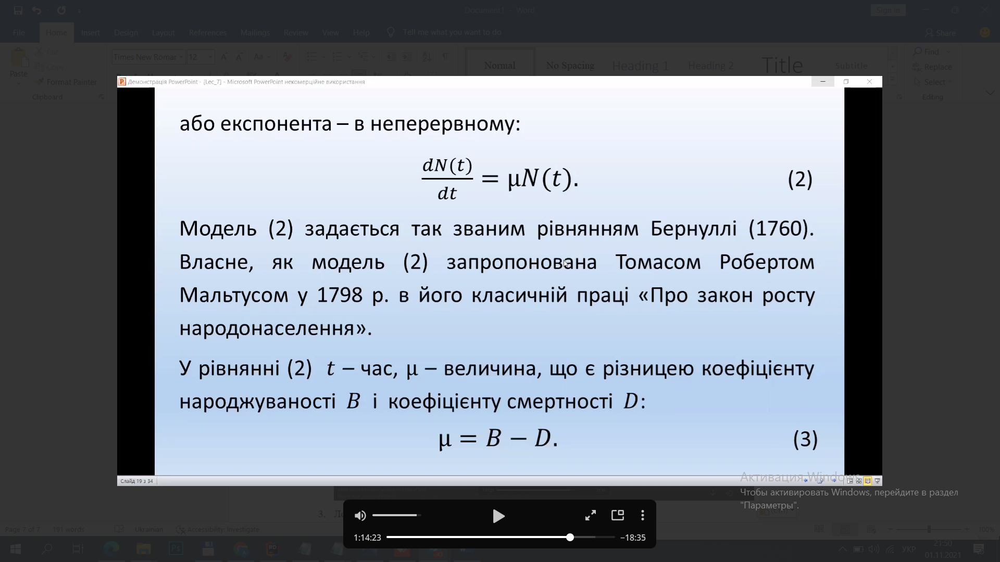 Document1 - Word
Sign in
File Home Insert Design Layout References Mailings Review View Help Tell me what you want to do
Share
Paste
Cut
Copy
Format Painter
Clipboard
Times New Roman 12
Normal No Spacing Heading 1 Heading 2 Title Subtitle
Find
Replace
Select
Editing
Демонстрація PowerPoint - [Lec_7] - Microsoft PowerPoint некомерційне використання
або експонента – в неперервному:
dN(t)/dt = μN(t). (2)
Модель (2) задається так званим рівнянням Бернуллі (1760).
Власне, як модель (2) запропонована Томасом Робертом
Мальтусом у 1798 р. в його класичній праці «Про закон росту
народонаселення».
У рівнянні (2) t – час, μ – величина, що є різницею коефіцієнту
народжуваності B і коефіцієнту смертності D:
μ = B − D. (3)
Слайд 19 з 34
Активация Windows
Чтобы активировать Windows, перейдите в раздел
"Параметры".
3.
1:14:23
−18:35
Page 7 of 7 191 words Ukrainian Accessibility: Investigate
100%
УКР
21:50
01.11.2021